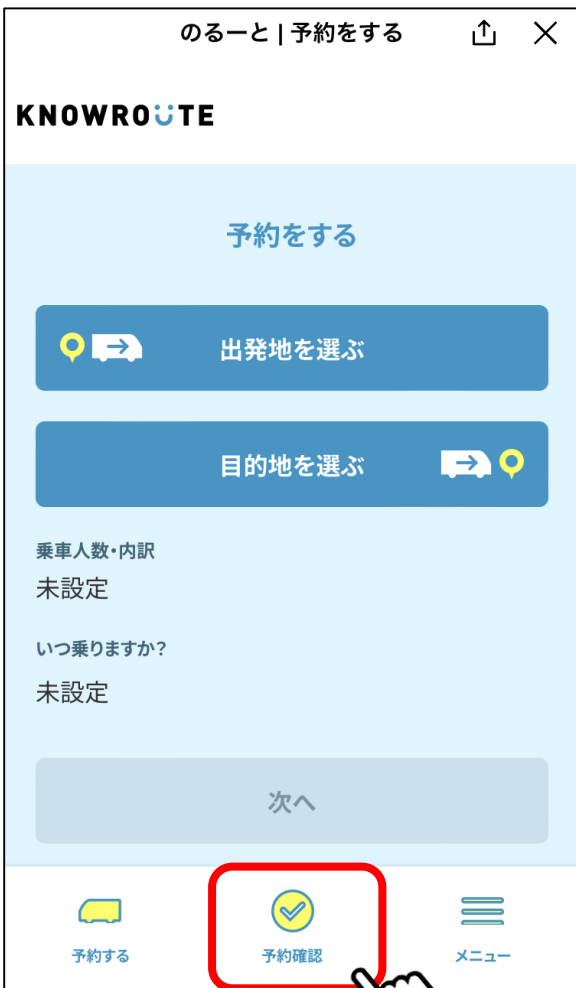 のるーと | 予約をする
KNOWROUTE
予約をする
出発地を選ぶ
目的地を選ぶ
乗車人数・内訳
未設定
いつ乗りますか?
未設定
次へ
予約する
予約確認
メニュー